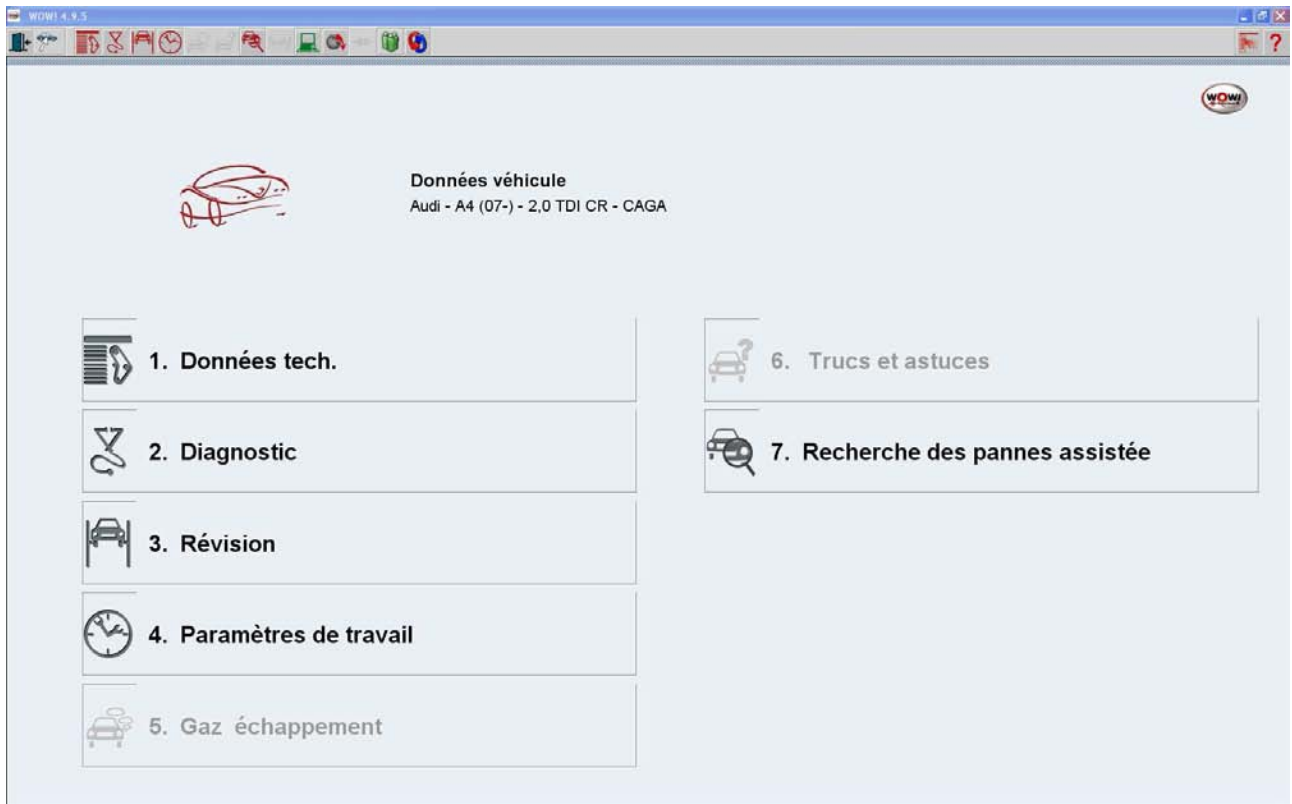 WOW! 4.9.5
?
WOW!
Données véhicule
Audi - A4 (07-) - 2,0 TDI CR - CAGA
1. Données tech.
2. Diagnostic
3. Révision
4. Paramètres de travail
5. Gaz échappement
6. Trucs et astuces
7. Recherche des pannes assistée